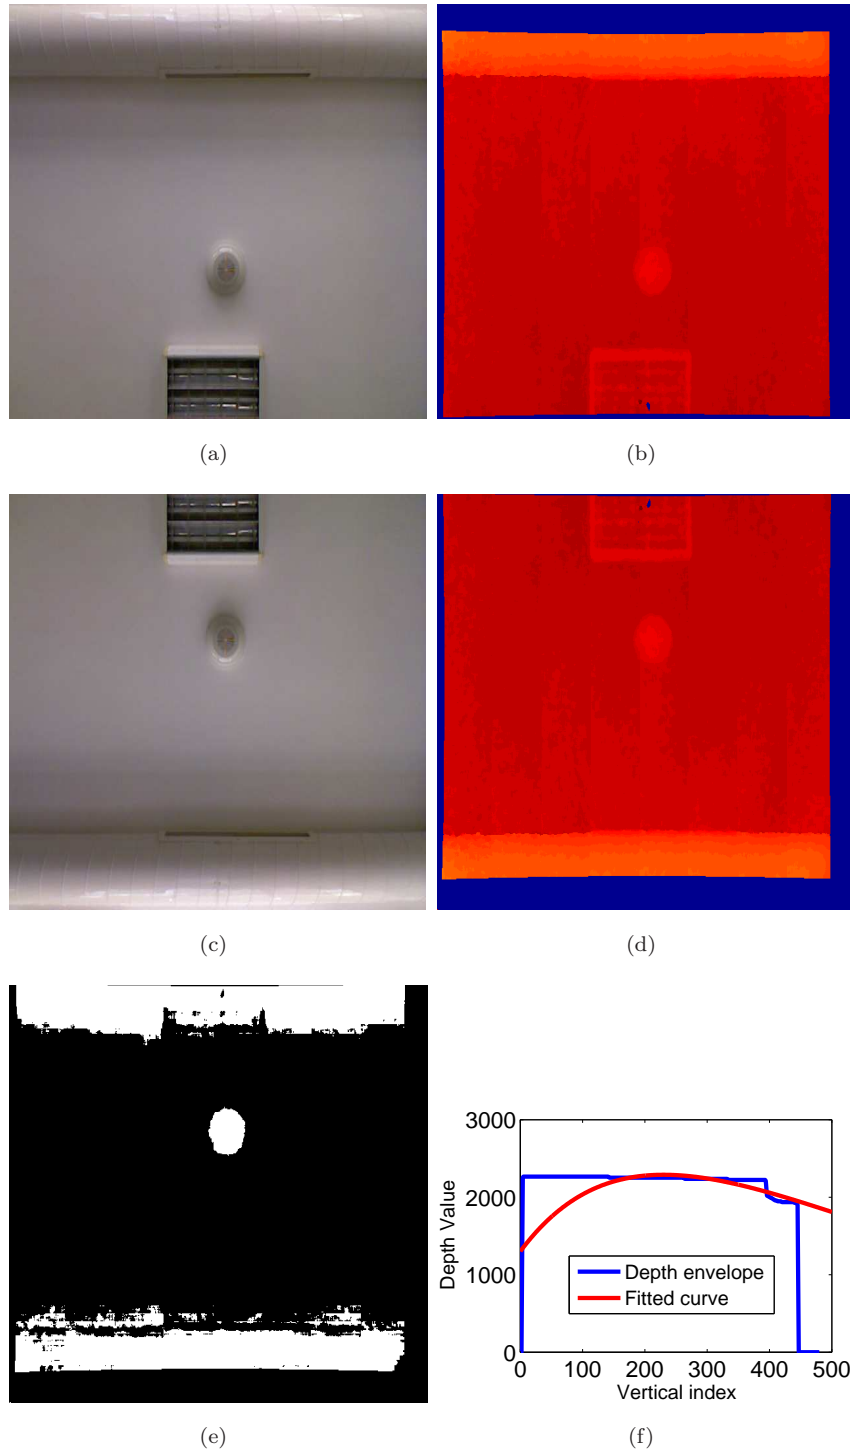 (a)
(b)
(c)
(d)
3000
2000
1000
0
Depth Value
Depth envelope
Fitted curve
0 100 200 300 400 500
Vertical index
(e)
(f)